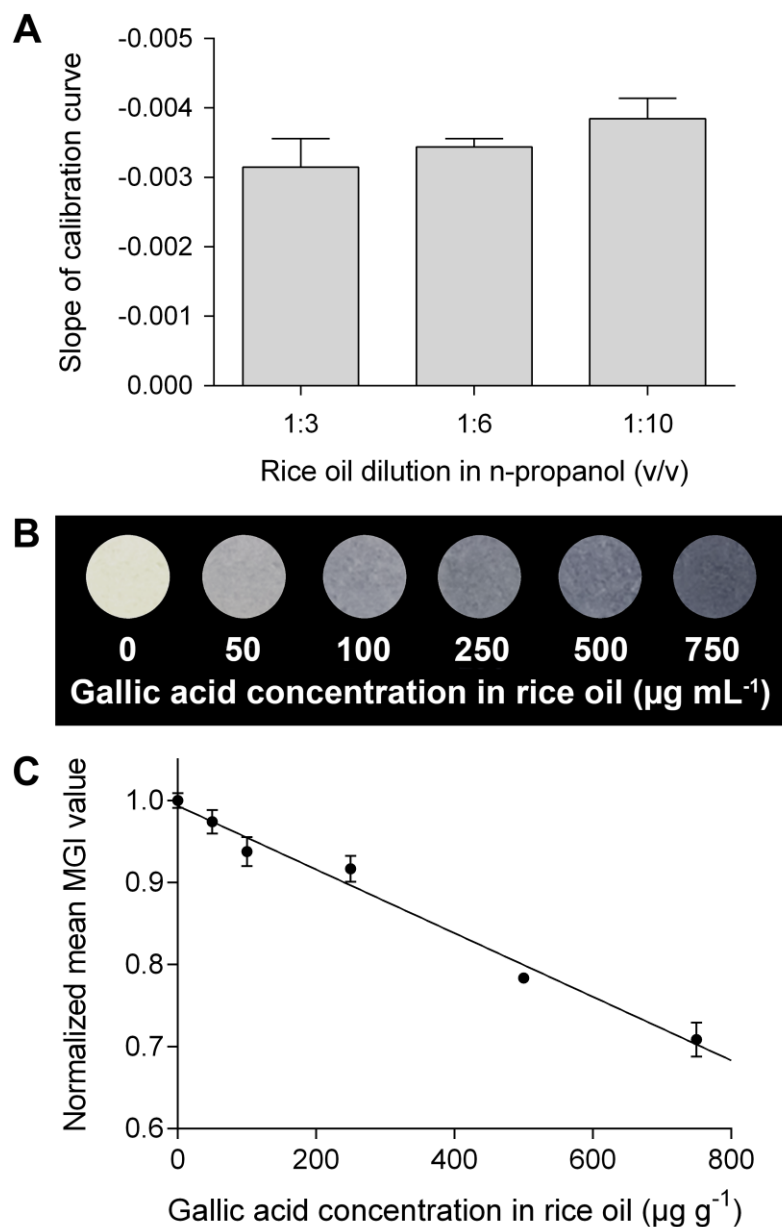 A
Slope of calibration curve
-0.005
-0.004
-0.003
-0.002
-0.001
0.000
1:3 1:6 1:10
Rice oil dilution in n-propanol (v/v)
B
0 50 100 250 500 750
Gallic acid concentration in rice oil (µg mL⁻¹)
C
Normalized mean MGI value
1.0
0.9
0.8
0.7
0.6
0 200 400 600 800
Gallic acid concentration in rice oil (µg g⁻¹)